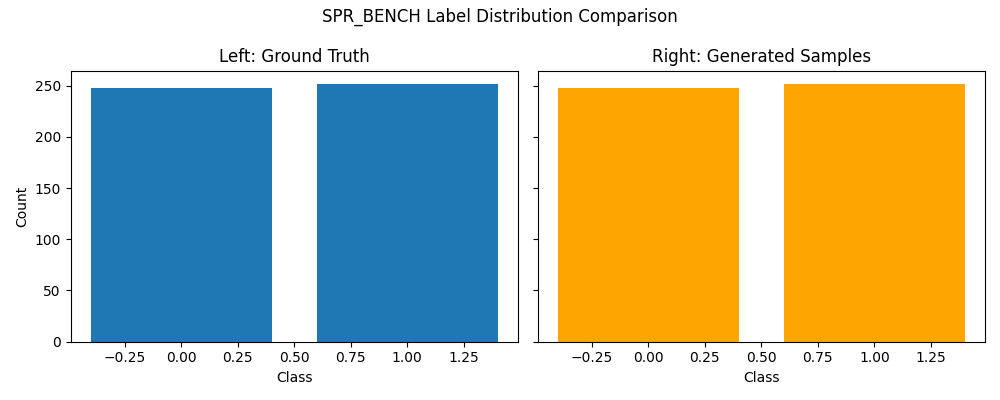 SPR_BENCH Label Distribution Comparison
Left: Ground Truth
Right: Generated Samples
Count
250
200
150
100
50
0
−0.25 0.00 0.25 0.50 0.75 1.00 1.25
−0.25 0.00 0.25 0.50 0.75 1.00 1.25
Class
Class